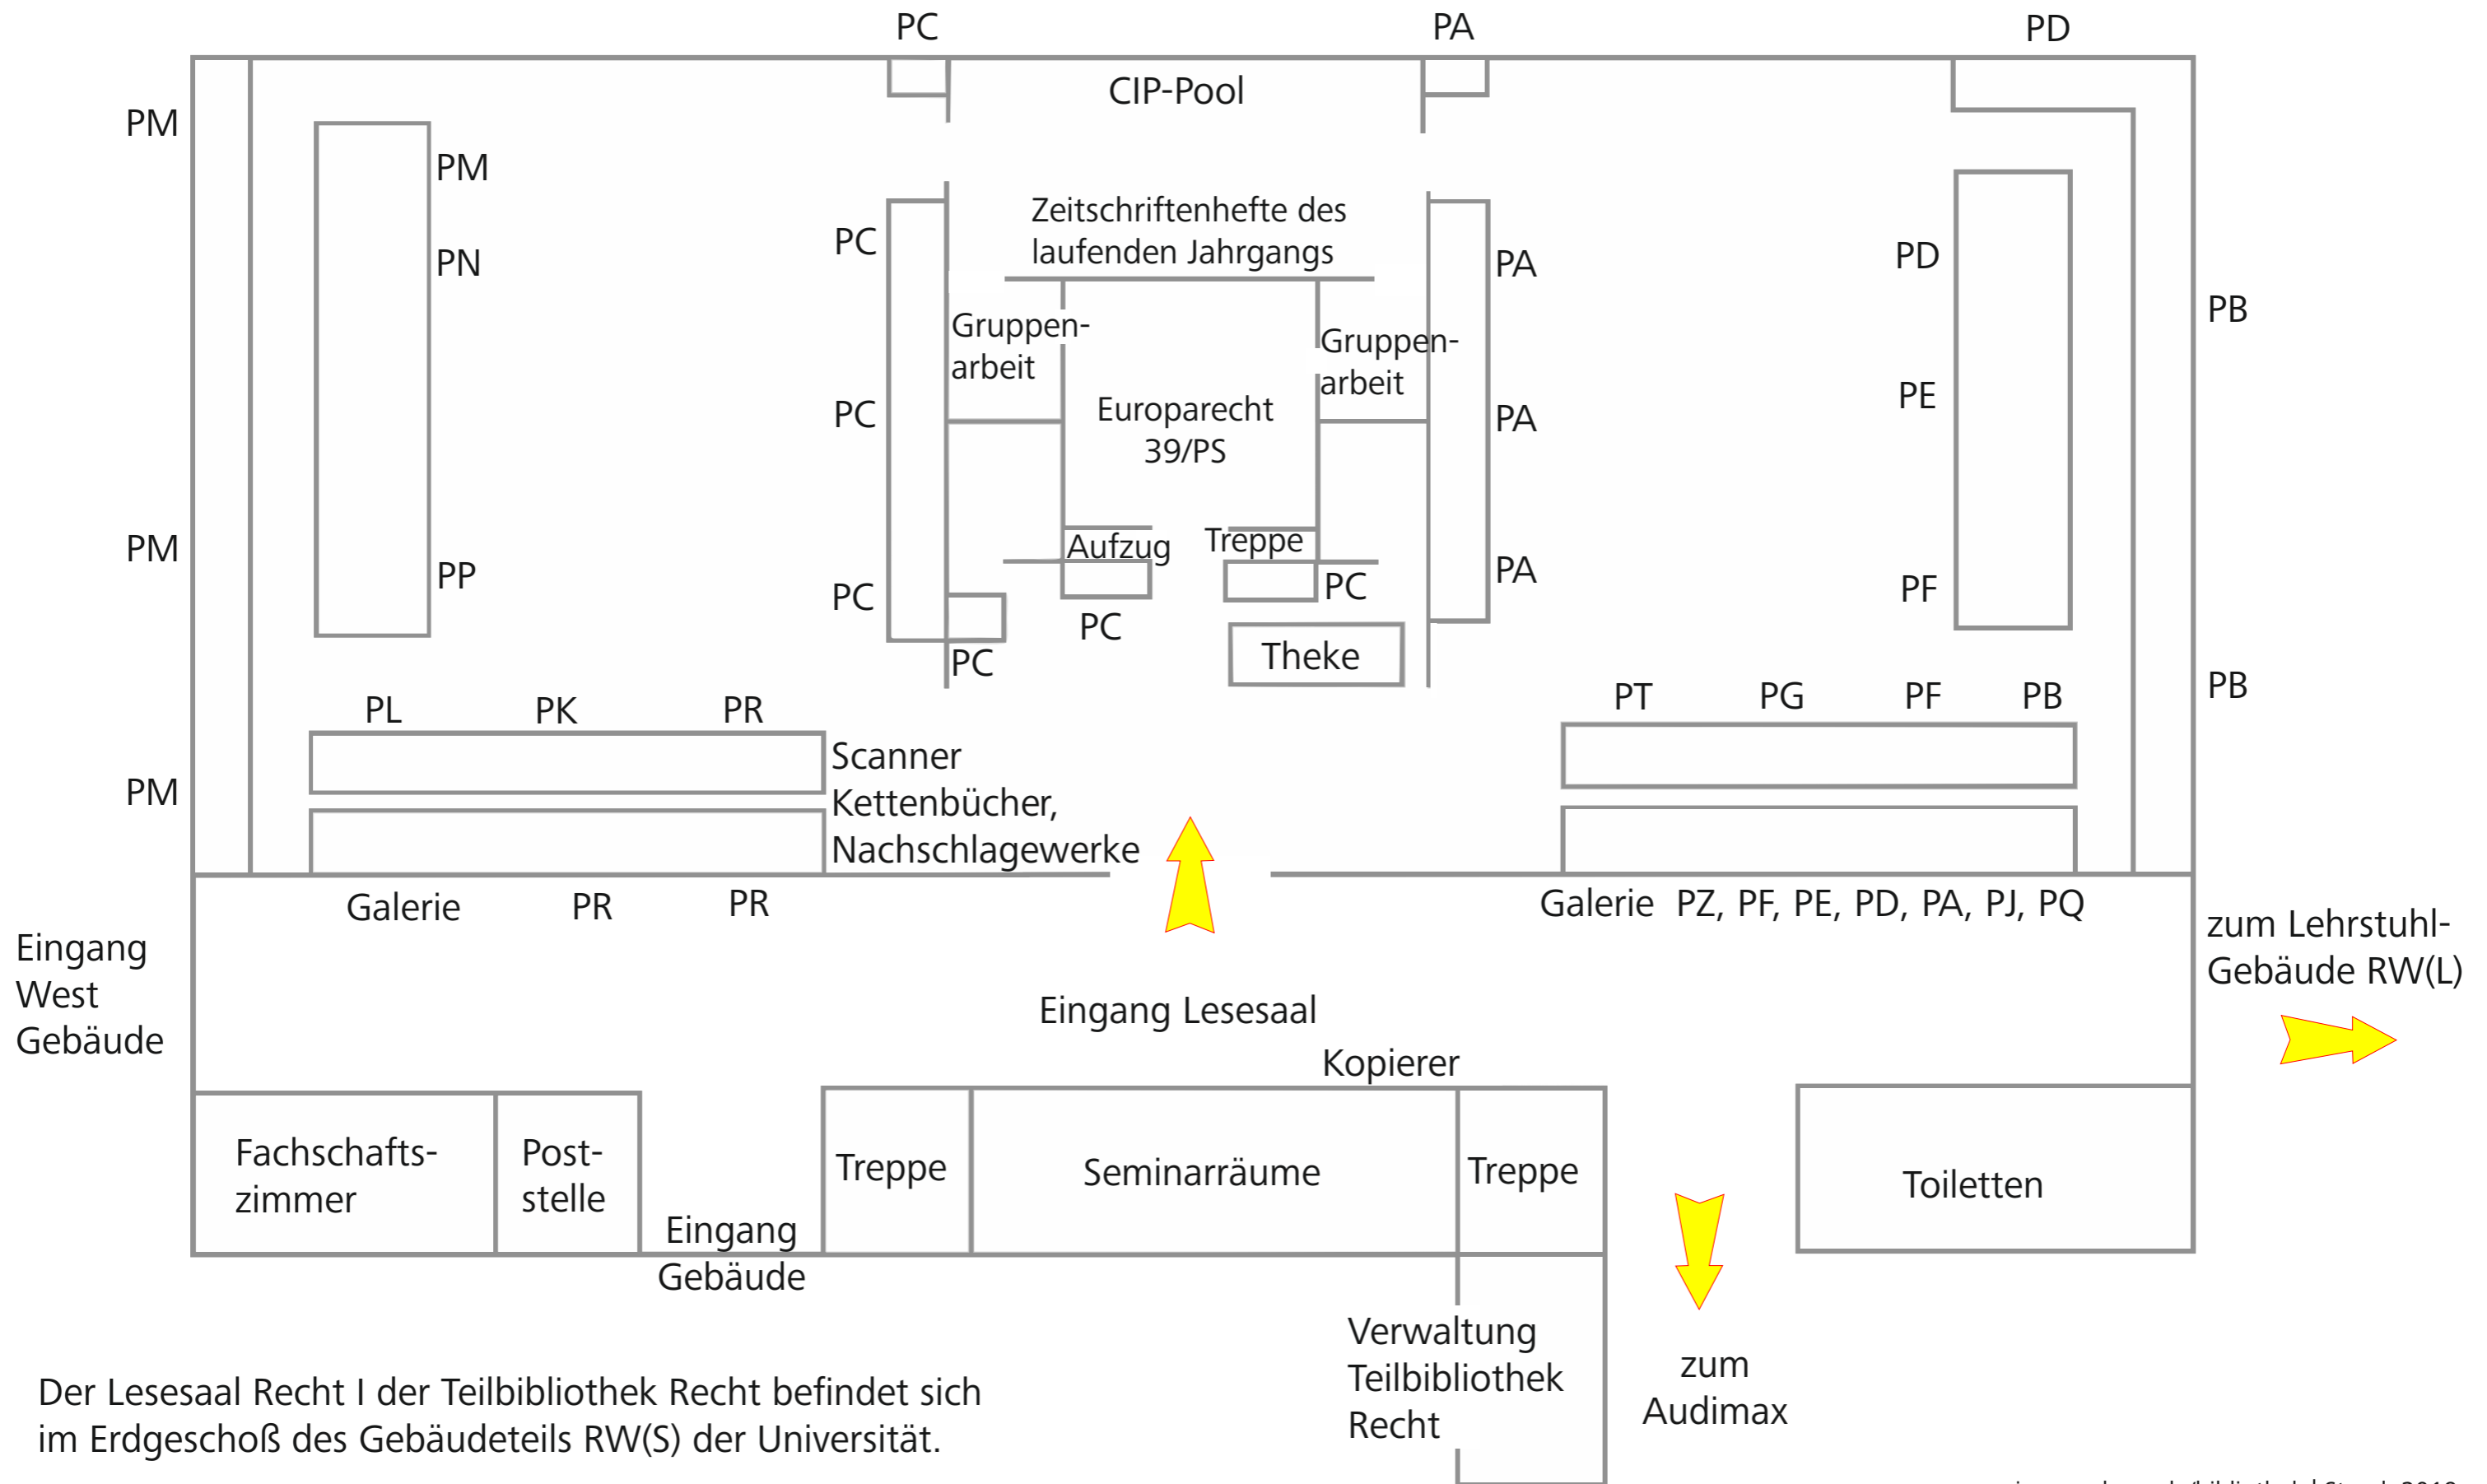 PC
PA
PD
CIP-Pool
PM
PM
Zeitschriftenhefte des
laufenden Jahrgangs
PC
PN
PA
PD
PB
Gruppen-
arbeit
Gruppen-
arbeit
PE
Europarecht
39/PS
PC
PA
PM
Aufzug
Treppe
PP
PA
PC
PC
PF
PC
PC
Theke
PB
PL
PK
PR
PT
PG
PF
PB
Scanner
Kettenbücher,
Nachschlagewerke
PM
Galerie
PR
PR
Galerie PZ, PF, PE, PD, PA, PJ, PQ
Eingang
West
Gebäude
zum Lehrstuhl-
Gebäude RW(L)
Eingang Lesesaal
Kopierer
Fachschafts-
zimmer
Post-
stelle
Treppe
Seminarräume
Treppe
Toiletten
Eingang
Gebäude
Verwaltung
Teilbibliothek
Recht
zum
Audimax
Der Lesesaal Recht I der Teilbibliothek Recht befindet sich
im Erdgeschoß des Gebäudeteils RW(S) der Universität.